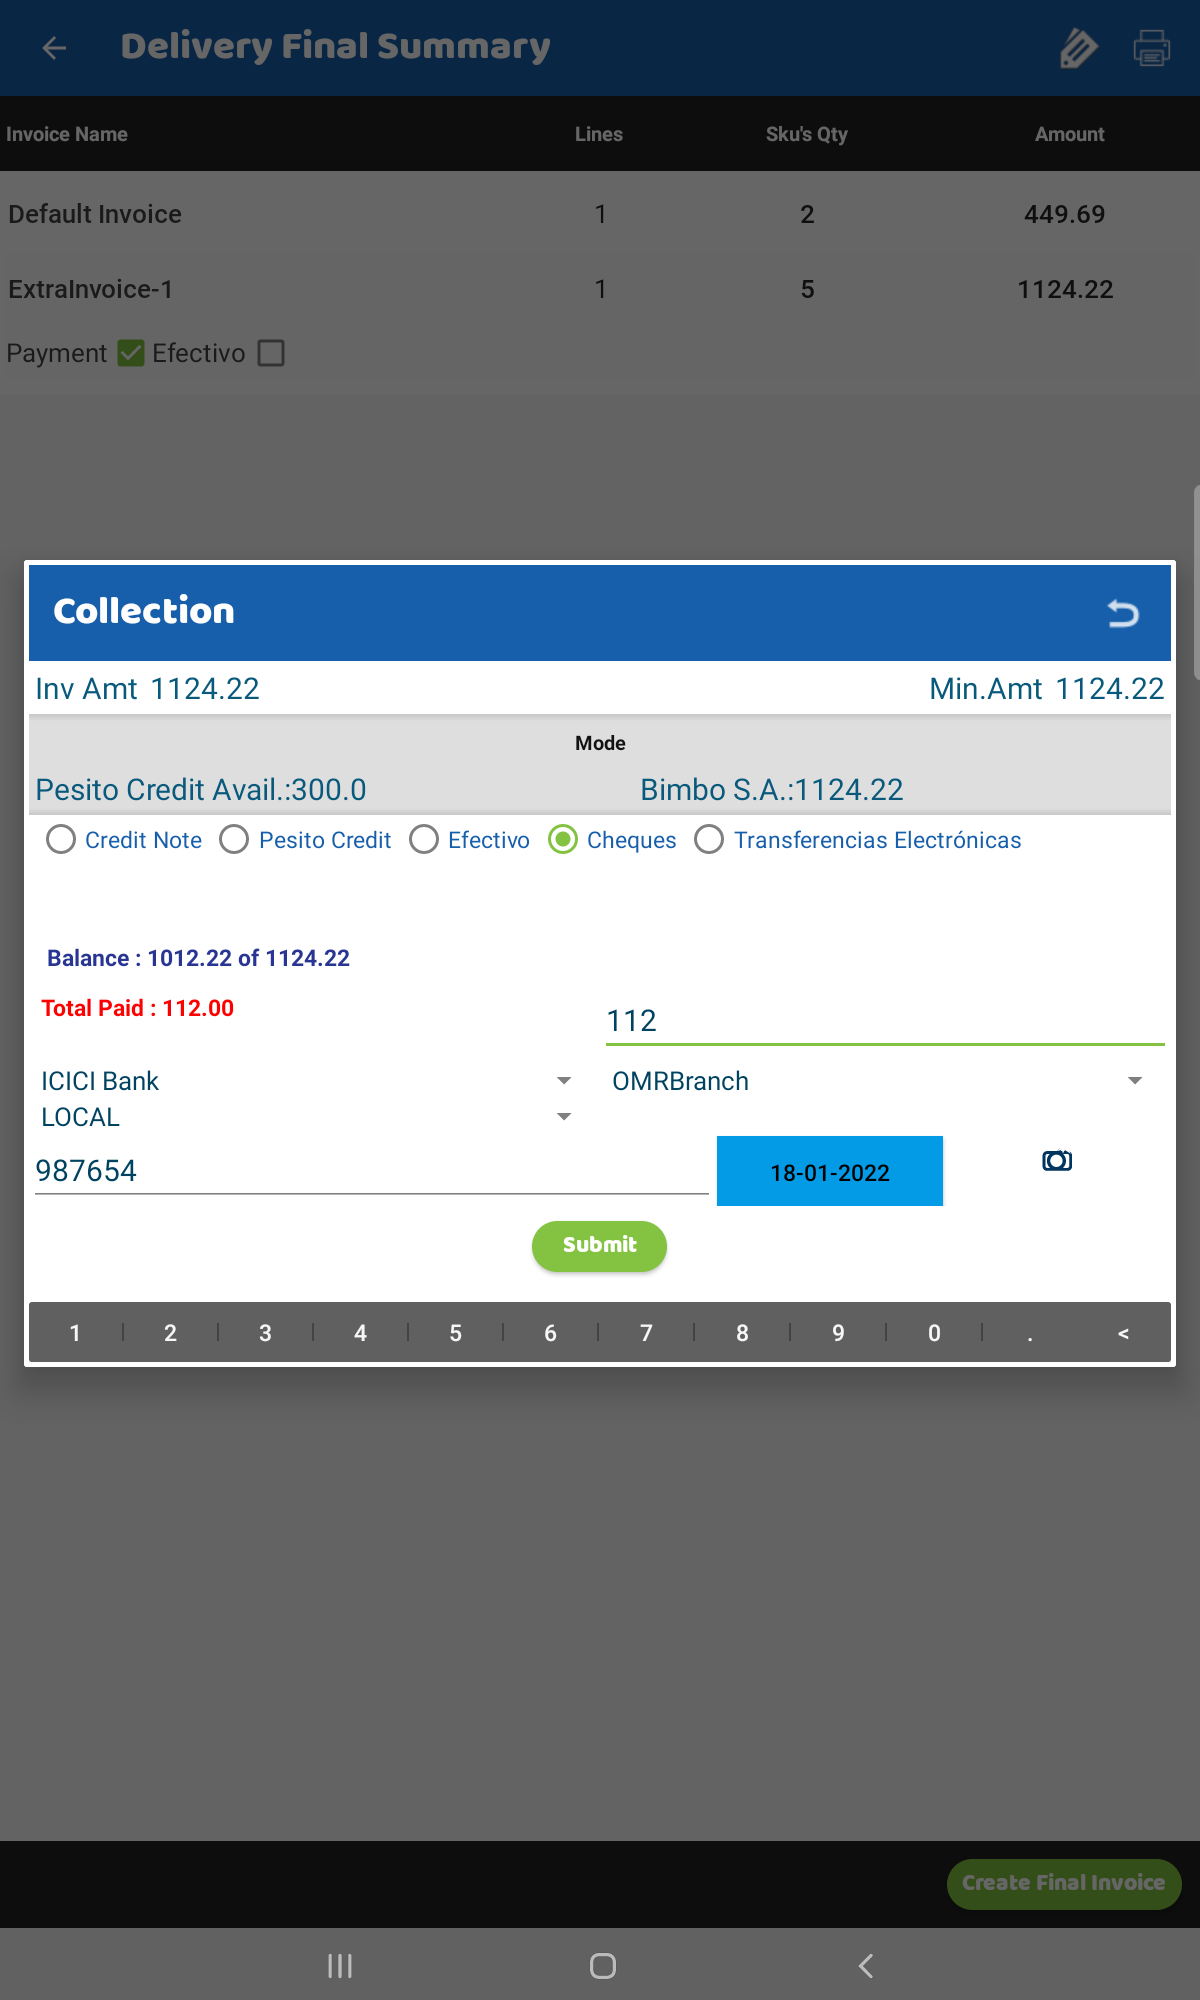 Delivery Final Summary
Invoice Name Lines Sku's Qty Amount
Default Invoice 1 2 449.69
ExtraInvoice-1 1 5 1124.22
Payment Efectivo
Collection
Inv Amt 1124.22 Min.Amt 1124.22
Mode
Pesito Credit Avail.:300.0 Bimbo S.A.:1124.22
Credit Note Pesito Credit Efectivo Cheques Transferencias Electrónicas
Balance : 1012.22 of 1124.22
Total Paid : 112.00
112
ICICI Bank OMRBranch
LOCAL
987654 18-01-2022
Submit
1 2 3 4 5 6 7 8 9 0 . <
Create Final Invoice